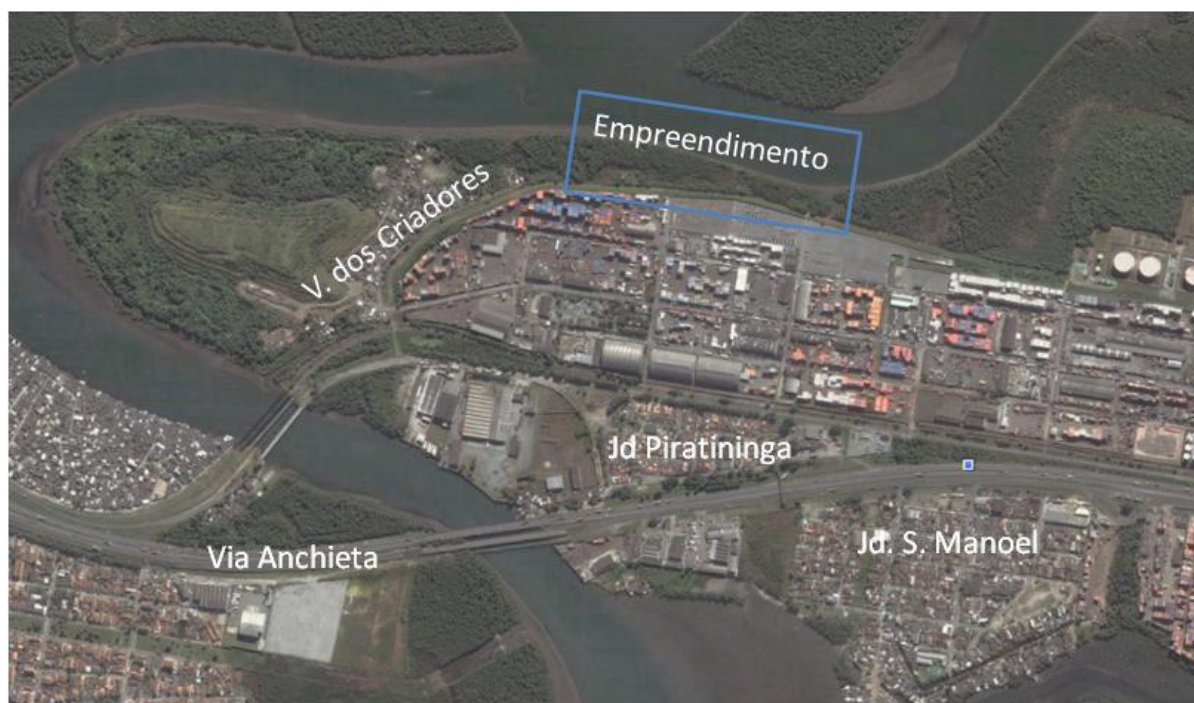 Empreendimento
V. dos Criadores
Jd Piratininga
Jd. S. Manoel
Via Anchieta